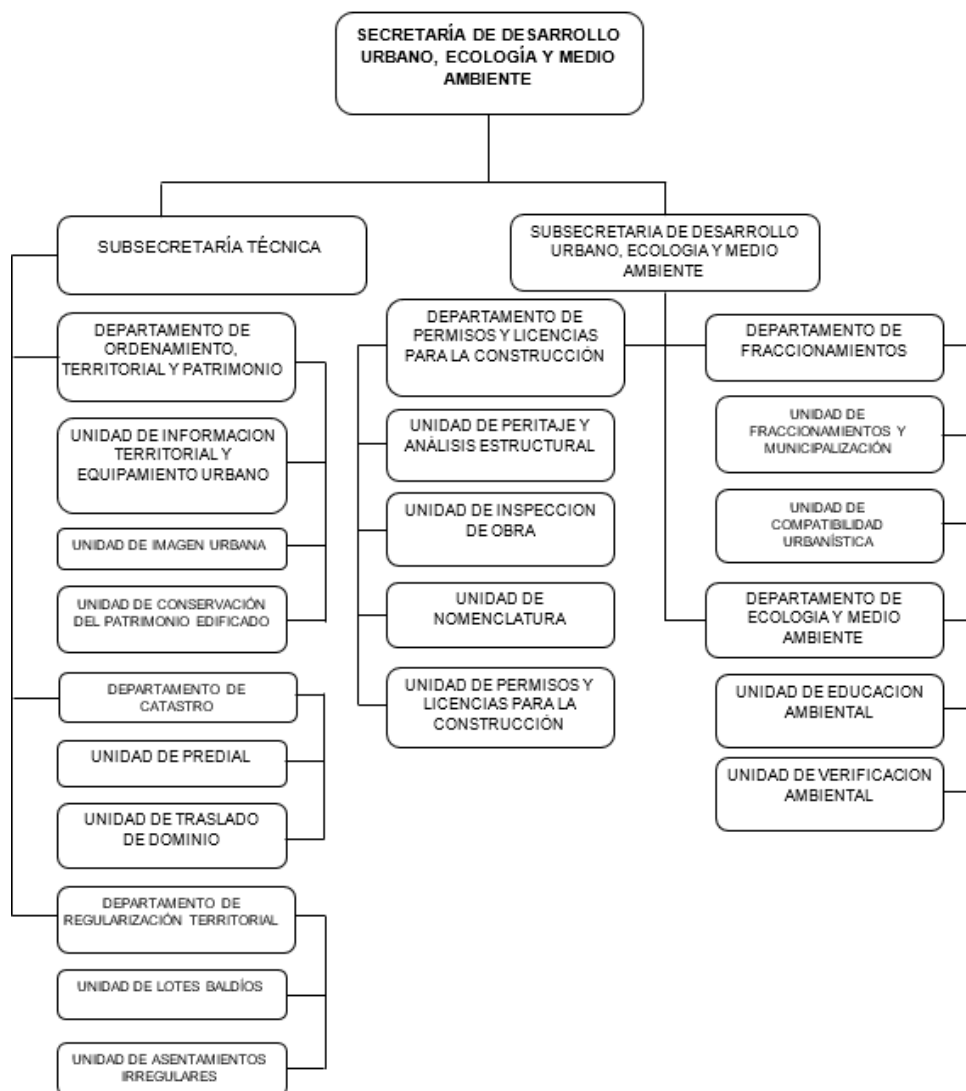 SECRETARÍA DE DESARROLLO
URBANO, ECOLOGÍA Y MEDIO
AMBIENTE
SUBSECRETARÍA TÉCNICA
DEPARTAMENTO DE
ORDENAMIENTO,
TERRITORIAL Y PATRIMONIO
UNIDAD DE INFORMACION
TERRITORIAL Y
EQUIPAMIENTO URBANO
UNIDAD DE IMAGEN URBANA
UNIDAD DE CONSERVACIÓN
DEL PATRIMONIO EDIFICADO
DEPARTAMENTO DE
CATASTRO
UNIDAD DE PREDIAL
UNIDAD DE TRASLADO
DE DOMINIO
DEPARTAMENTO DE
REGULARIZACIÓN TERRITORIAL
UNIDAD DE LOTES BALDÍOS
UNIDAD DE ASENTAMIENTOS
IRREGULARES
SUBSECRETARIA DE DESARROLLO
URBANO, ECOLOGIA Y MEDIO
AMBIENTE
DEPARTAMENTO DE
PERMISOS Y LICENCIAS
PARA LA CONSTRUCCIÓN
UNIDAD DE PERITAJE Y
ANÀLISIS ESTRUCTURAL
UNIDAD DE INSPECCION
DE OBRA
UNIDAD DE
NOMENCLATURA
UNIDAD DE PERMISOS Y
LICENCIAS PARA LA
CONSTRUCCIÓN
DEPARTAMENTO DE
FRACCIONAMIENTOS
UNIDAD DE
FRACCIONAMIENTOS Y
MUNICIPALIZACIÓN
UNIDAD DE
COMPATIBILIDAD
URBANÍSTICA
DEPARTAMENTO DE
ECOLOGIA Y MEDIO
AMBIENTE
UNIDAD DE EDUCACION
AMBIENTAL
UNIDAD DE VERIFICACION
AMBIENTAL